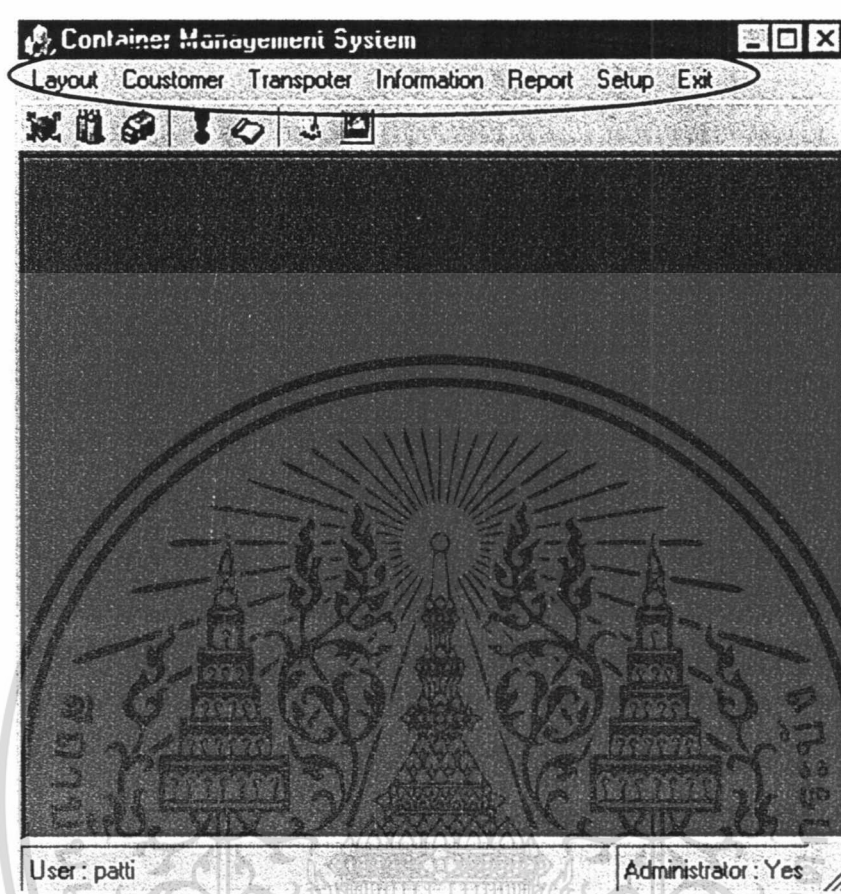 Container Management System
Layout Coustomer Transpoter Information Report Setup Exit
User : patti Administrator : Yes